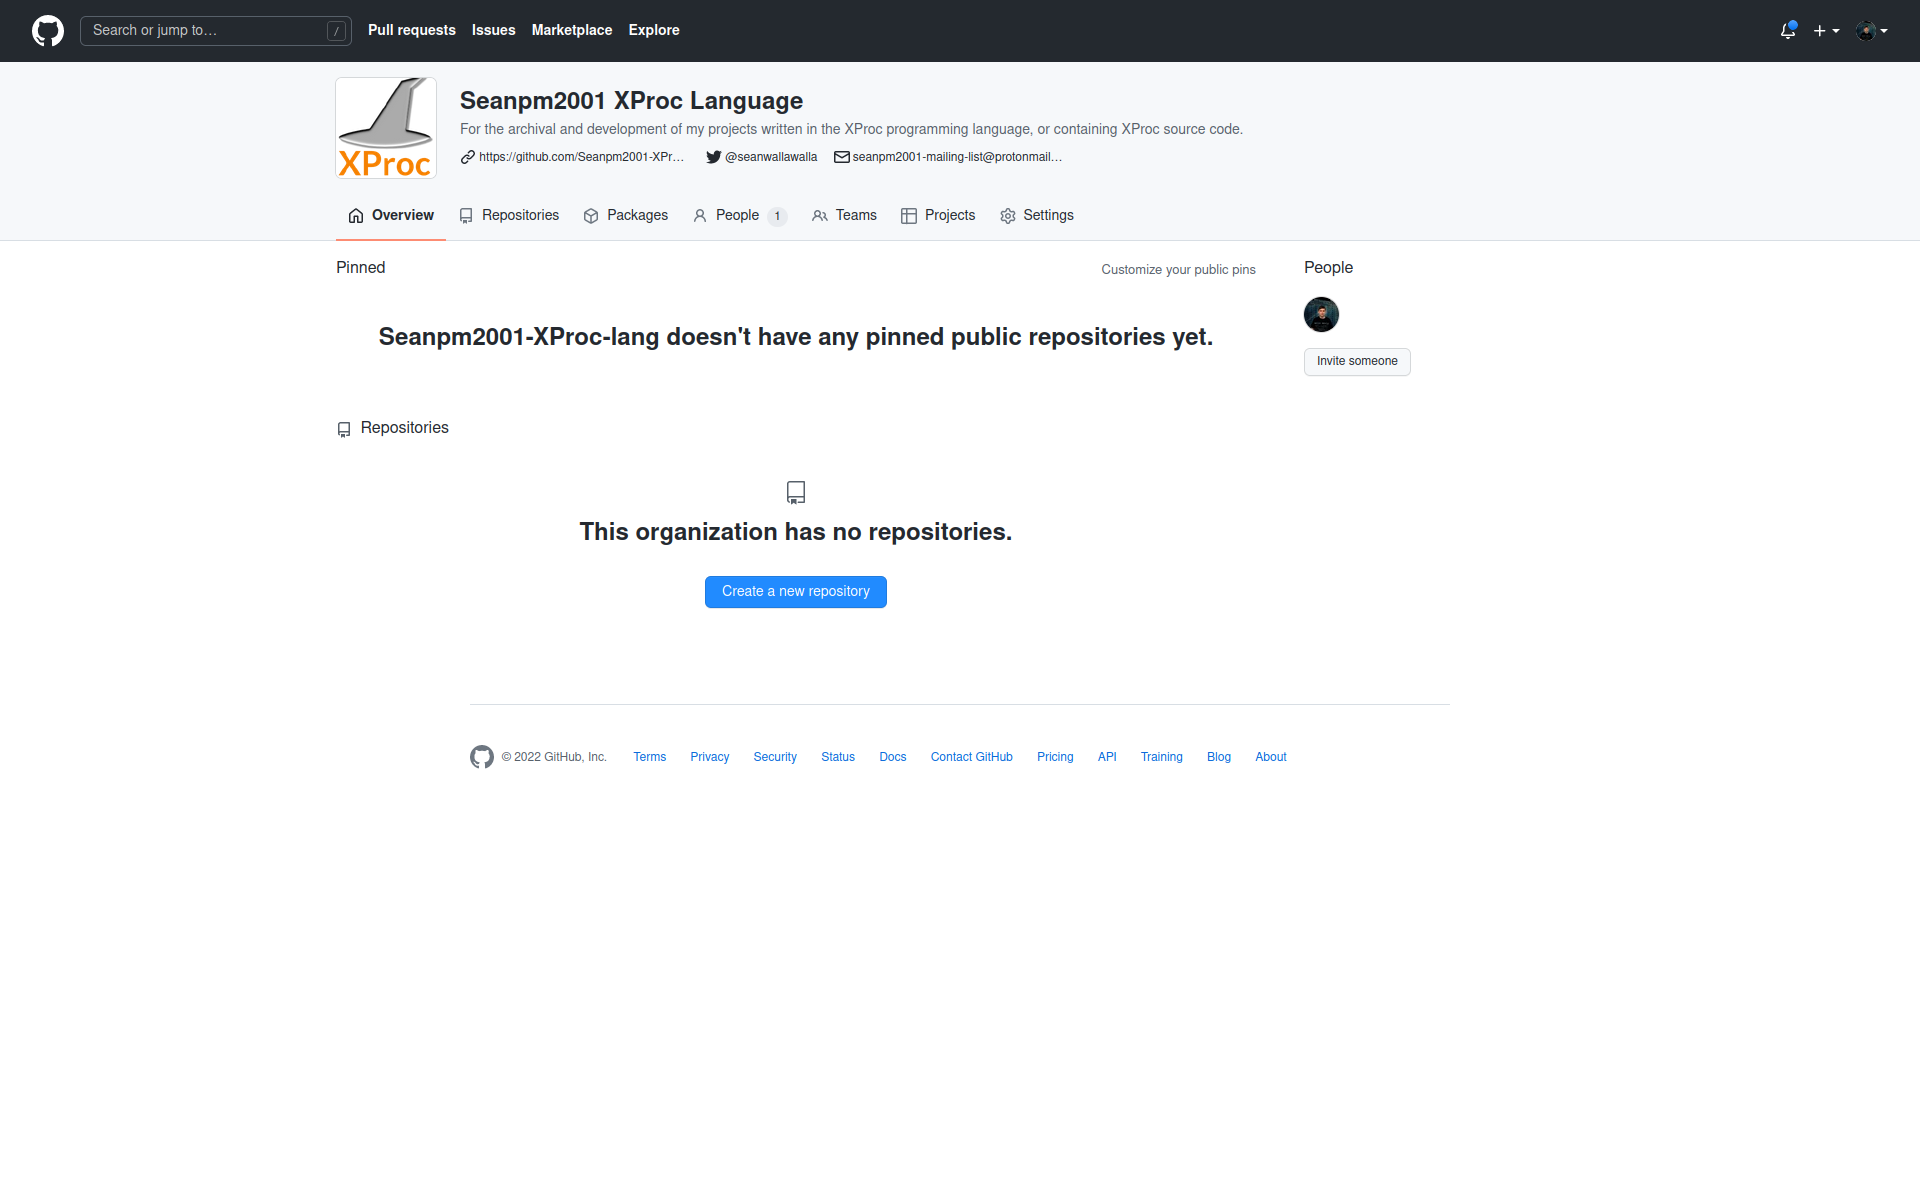 Search or jump to…
/
Pull requests
Issues
Marketplace
Explore
XProc
Seanpm2001 XProc Language
For the archival and development of my projects written in the XProc programming language, or containing XProc source code.
https://github.com/Seanpm2001-XPr…
@seanwallawalla
seanpm2001-mailing-list@protonmail…
Overview
Repositories
Packages
People 1
Teams
Projects
Settings
Pinned
Customize your public pins
Seanpm2001-XProc-lang doesn't have any pinned public repositories yet.
People
Invite someone
Repositories
This organization has no repositories.
Create a new repository
© 2022 GitHub, Inc.
Terms
Privacy
Security
Status
Docs
Contact GitHub
Pricing
API
Training
Blog
About